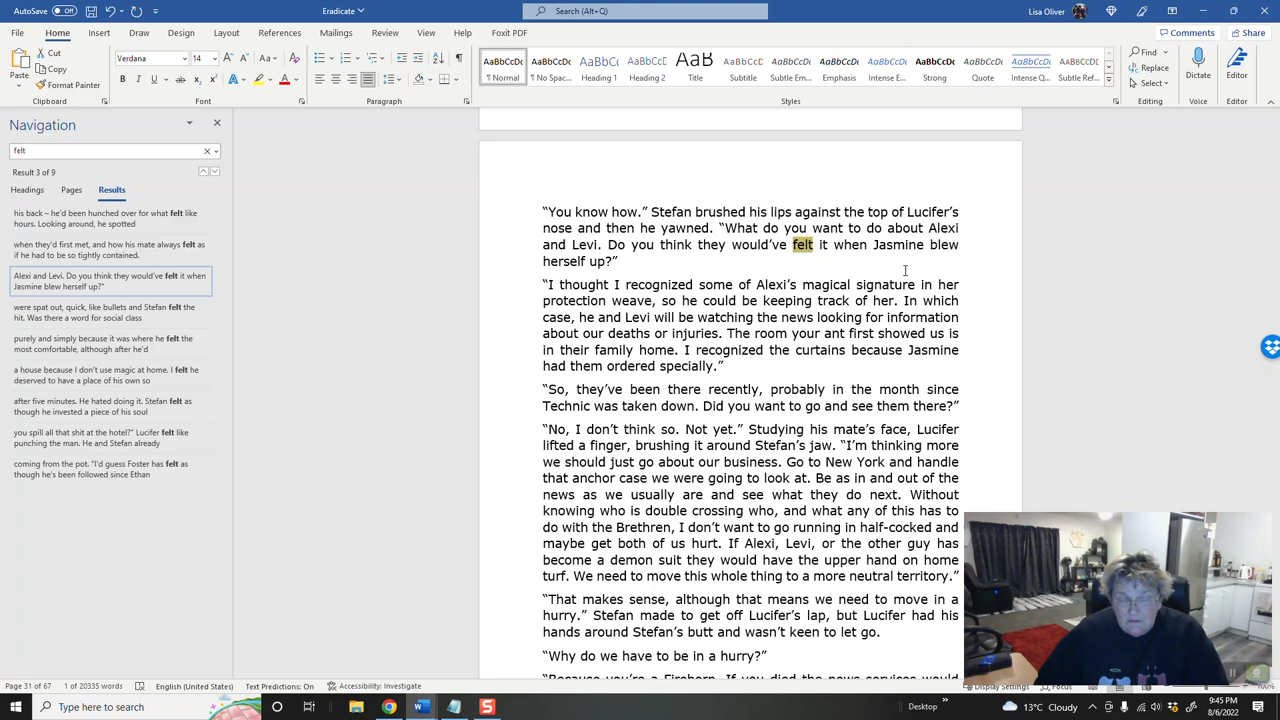 AutoSave Off
Eradicate
Search (Alt+Q)
Lisa Oliver
File Home Insert Draw Design Layout References Mailings Review View Help Foxit PDF
Comments Share
Paste Cut Copy Format Painter
Verdana 14
AaBbCcDc AaBbCcDc AaBbCc AaBbCcD AaB AaBbCcD AaBbCcDc AaBbCcDc AaBbCcDc AaBbCcDc AaBbCcDc AaBbCcDc AaBbCcDc
¶ Normal ¶ No Spac... Heading 1 Heading 2 Title Subtitle Subtle Em... Emphasis Intense E... Strong Quote Intense Q... Subtle Ref...
Find Replace Select
Dictate Editor
Clipboard Font Paragraph Styles Editing Voice Editor
Navigation
felt
Result 3 of 9
Headings Pages Results
his back – he'd been hunched over for what felt like
hours. Looking around, he spotted
when they'd first met, and how his mate always felt as
if he had to be so tightly contained.
Alexi and Levi. Do you think they would've felt it when
Jasmine blew herself up?"
were spat out, quick, like bullets and Stefan felt the
hit. Was there a word for social class
purely and simply because it was where he felt the
most comfortable, although after he'd
a house because I don't use magic at home. I felt he
deserved to have a place of his own so
after five minutes. He hated doing it. Stefan felt as
though he invested a piece of his soul
you spill all that shit at the hotel?" Lucifer felt like
punching the man. He and Stefan already
coming from the pot. "I'd guess Foster has felt as
though he's been followed since Ethan
“You know how.” Stefan brushed his lips against the top of Lucifer’s
nose and then he yawned. “What do you want to do about Alexi
and Levi. Do you think they would’ve felt it when Jasmine blew
herself up?”
“I thought I recognized some of Alexi’s magical signature in her
protection weave, so he could be keeping track of her. In which
case, he and Levi will be watching the news looking for information
about our deaths or injuries. The room your ant first showed us is
in their family home. I recognized the curtains because Jasmine
had them ordered specially.”
“So, they’ve been there recently, probably in the month since
Technic was taken down. Did you want to go and see them there?”
“No, I don’t think so. Not yet.” Studying his mate’s face, Lucifer
lifted a finger, brushing it around Stefan’s jaw. “I’m thinking more
we should just go about our business. Go to New York and handle
that anchor case we were going to look at. Be as in and out of the
news as we usually are and see what they do next. Without
knowing who is double crossing who, and what any of this has to
do with the Brethren, I don’t want to go running in half-cocked and
maybe get both of us hurt. If Alexi, Levi, or the other guy has
become a demon suit they would have the upper hand on home
turf. We need to move this whole thing to a more neutral territory.”
“That makes sense, although that means we need to move in a
hurry.” Stefan made to get off Lucifer’s lap, but Lucifer had his
hands around Stefan’s butt and wasn’t keen to let go.
“Why do we have to be in a hurry?”
“Because you’re a Fireborn. If you died the news services would
Page 31 of 67 1 of 20335 words English (United States) Text Predictions: On Accessibility: Investigate
Display Settings Focus 100%
Type here to search
Desktop 13°C Cloudy 9:45 PM
8/6/2022